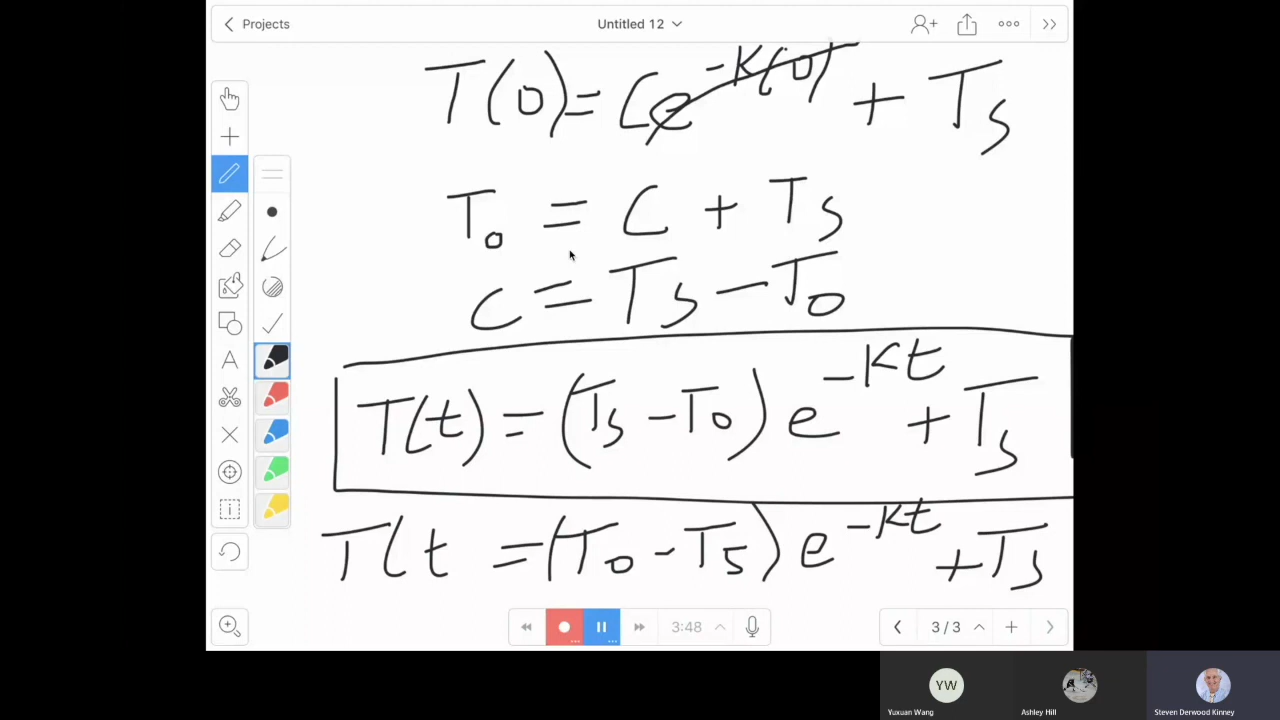 Projects
Untitled 12
T(0) = Ce^-K(0) + Ts
T0 = C + Ts
C = Ts - T0
T(t) = (Ts - T0) e^-Kt + Ts
T(t = (T0 - Ts) e^-Kt + Ts
A
3:48
3 / 3
YW
Yuxuan Wang
Ashley Hill
Steven Derwood Kinney